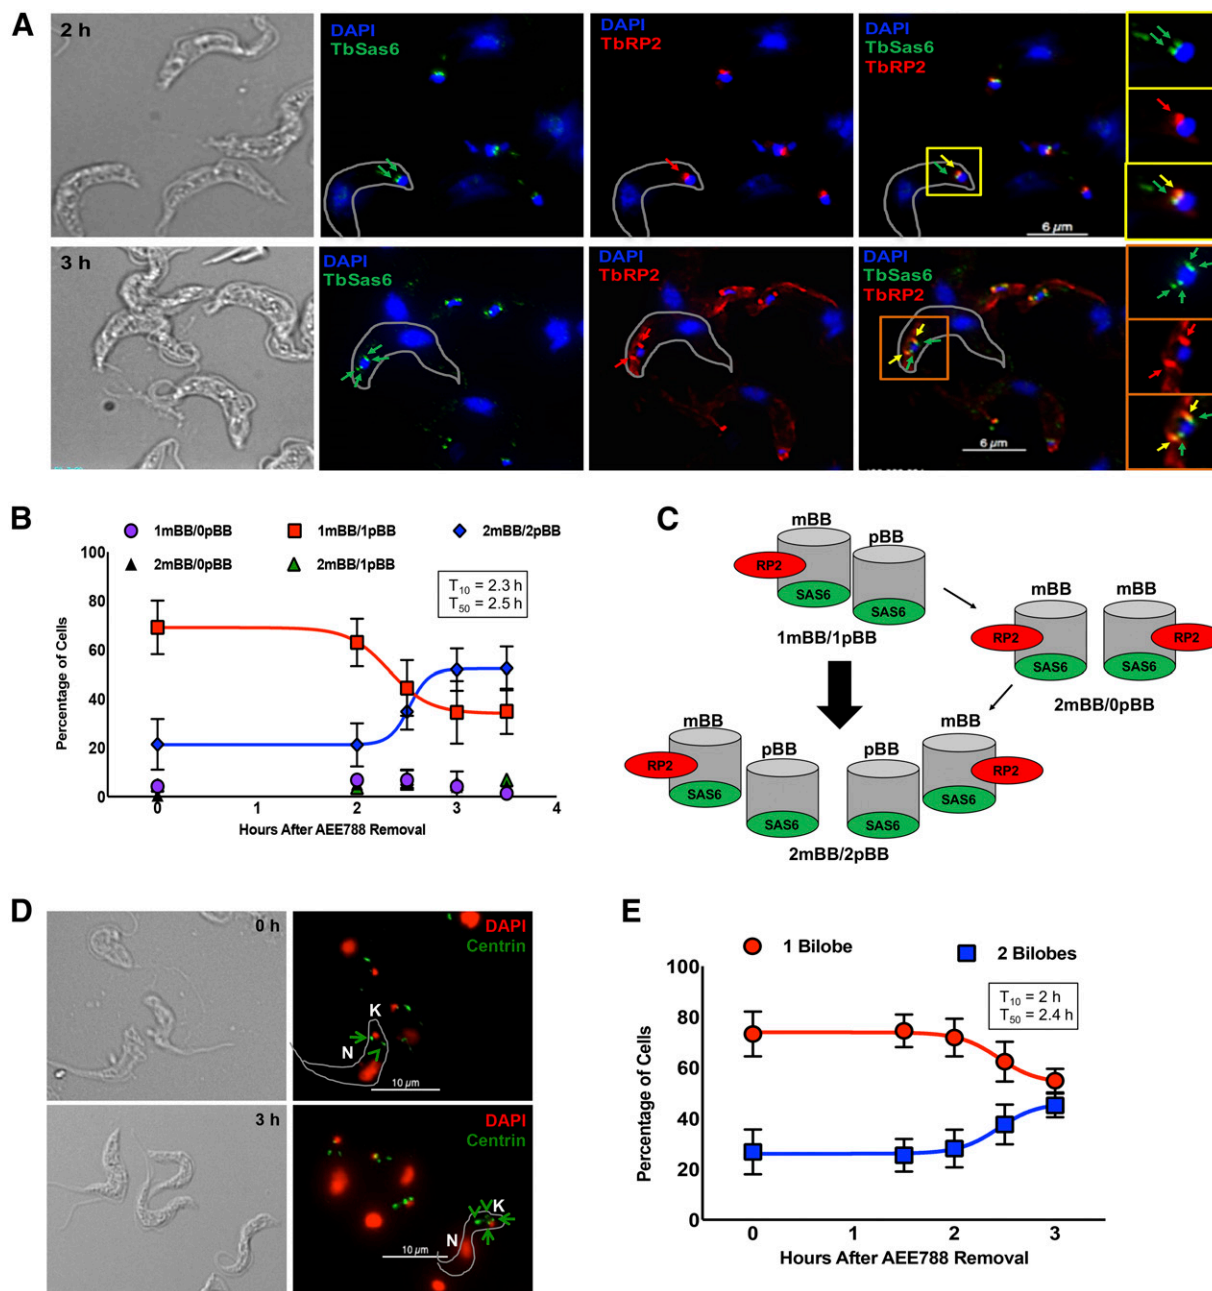 A
2 h
DAPI
TbSas6
DAPI
TbRP2
DAPI
TbSas6
TbRP2
6 µm
3 h
DAPI
TbSas6
DAPI
TbRP2
DAPI
TbSas6
TbRP2
6 µm
B
1mBB/0pBB
1mBB/1pBB
2mBB/2pBB
2mBB/0pBB
2mBB/1pBB
T10 = 2.3 h
T50 = 2.5 h
Percentage of Cells
100
80
60
40
20
0
0 1 2 3 4
Hours After AEE788 Removal
C
mBB
pBB
RP2
SAS6
SAS6
1mBB/1pBB
mBB mBB
RP2 RP2
SAS6 SAS6
2mBB/0pBB
mBB
pBB
pBB
mBB
RP2
SAS6
SAS6
SAS6
SAS6
RP2
2mBB/2pBB
D
0 h
DAPI
Centrin
K
N
10 µm
3 h
DAPI
Centrin
K
N
10 µm
E
1 Bilobe
2 Bilobes
T10 = 2 h
T50 = 2.4 h
Percentage of Cells
100
80
60
40
20
0
0 1 2 3
Hours After AEE788 Removal